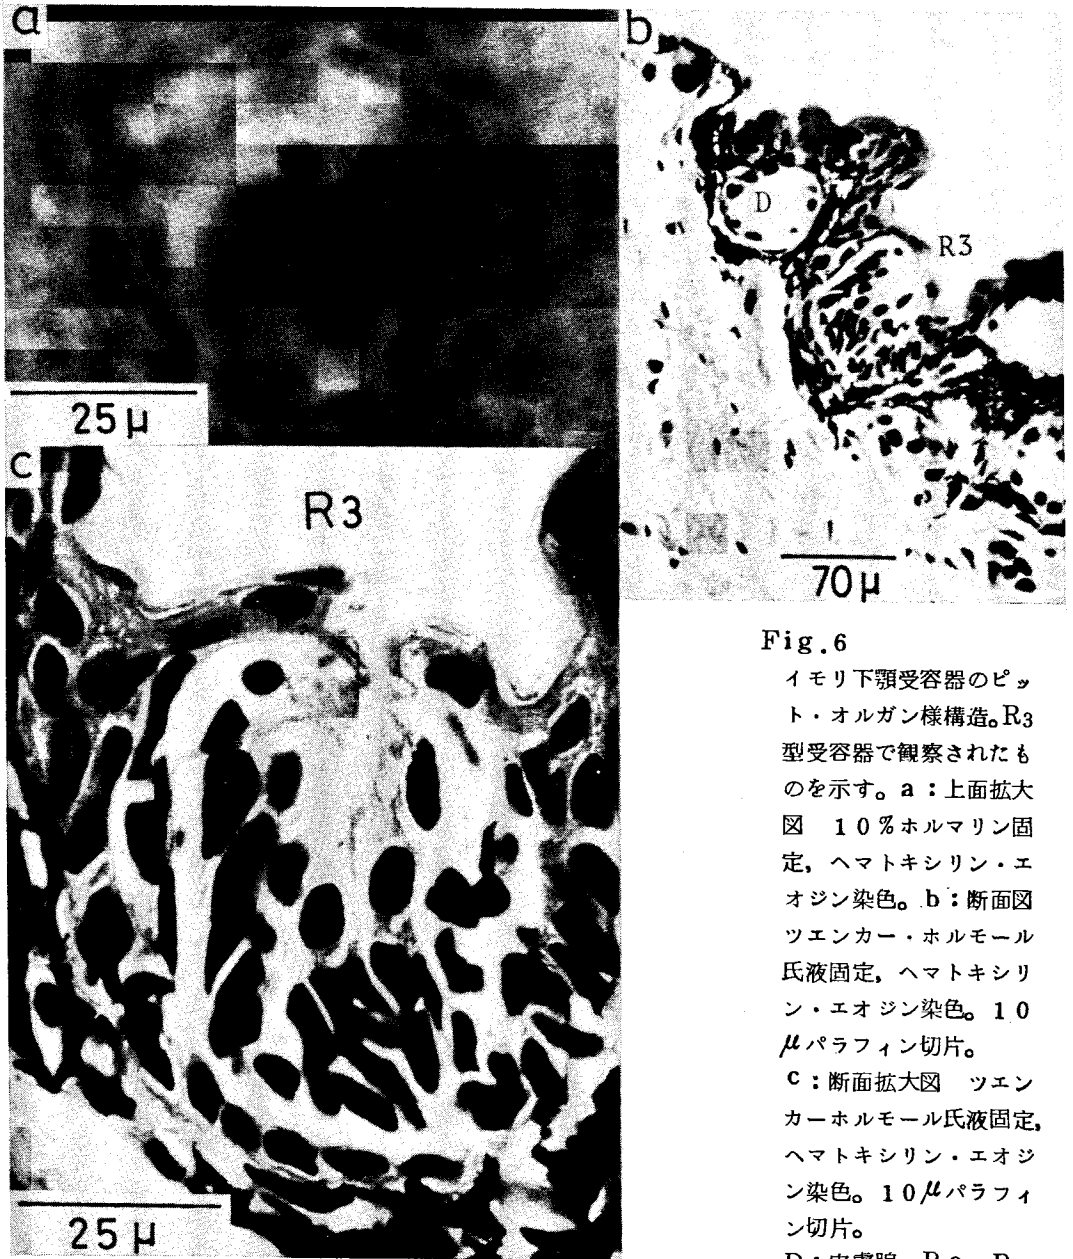 a
25 μ
b
D
R3
70 μ
c
R3
25 μ
Fig.6
イモリ下顎受容器のピッ
ト・オルガン様構造。R3
型受容器で観察されたも
のを示す。a：上面拡大
図　10%ホルマリン固
定，ヘマトキシリン・エ
オジン染色。b：断面図
ツエンカー・ホルモール
氏液固定，ヘマトキシリ
ン・エオジン染色。10
μパラフィン切片。
c：断面拡大図　ツエン
カーホルモール氏液固定，
ヘマトキシリン・エオジ
ン染色。10μパラフィ
ン切片。